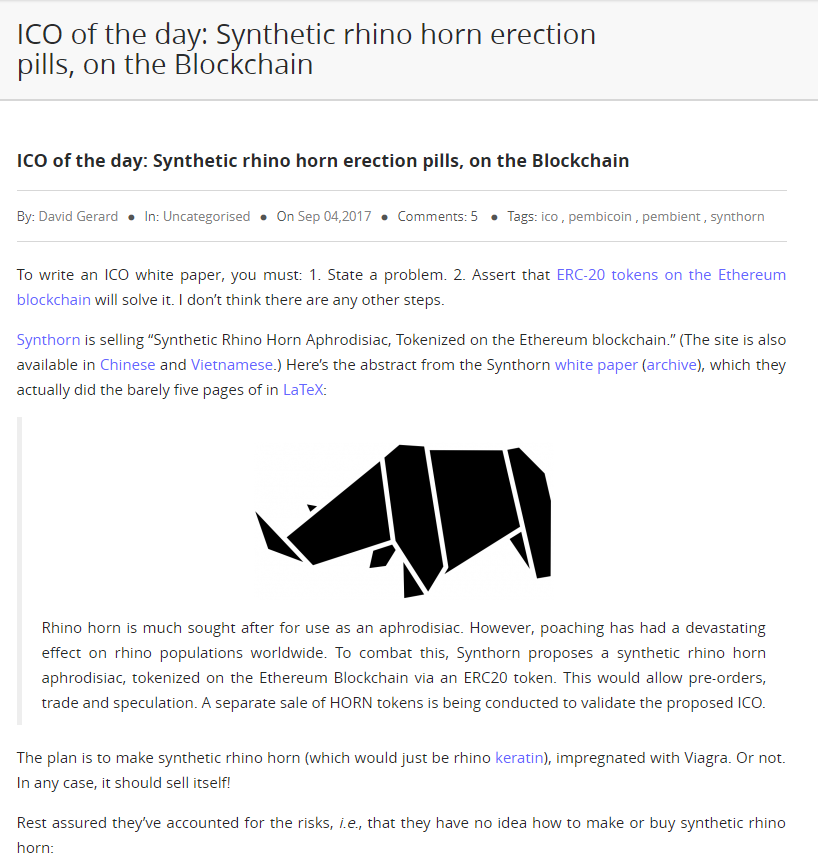 ICO of the day: Synthetic rhino horn erection
pills, on the Blockchain
ICO of the day: Synthetic rhino horn erection pills, on the Blockchain
By: David Gerard ● In: Uncategorised ● On Sep 04,2017 ● Comments: 5 ● Tags: ico , pembicoin , pembient , synthorn
To write an ICO white paper, you must: 1. State a problem. 2. Assert that ERC-20 tokens on the Ethereum
blockchain will solve it. I don’t think there are any other steps.
Synthorn is selling “Synthetic Rhino Horn Aphrodisiac, Tokenized on the Ethereum blockchain.” (The site is also
available in Chinese and Vietnamese.) Here’s the abstract from the Synthorn white paper (archive), which they
actually did the barely five pages of in LaTeX:
Rhino horn is much sought after for use as an aphrodisiac. However, poaching has had a devastating
effect on rhino populations worldwide. To combat this, Synthorn proposes a synthetic rhino horn
aphrodisiac, tokenized on the Ethereum Blockchain via an ERC20 token. This would allow pre-orders,
trade and speculation. A separate sale of HORN tokens is being conducted to validate the proposed ICO.
The plan is to make synthetic rhino horn (which would just be rhino keratin), impregnated with Viagra. Or not.
In any case, it should sell itself!
Rest assured they’ve accounted for the risks, i.e., that they have no idea how to make or buy synthetic rhino
horn: